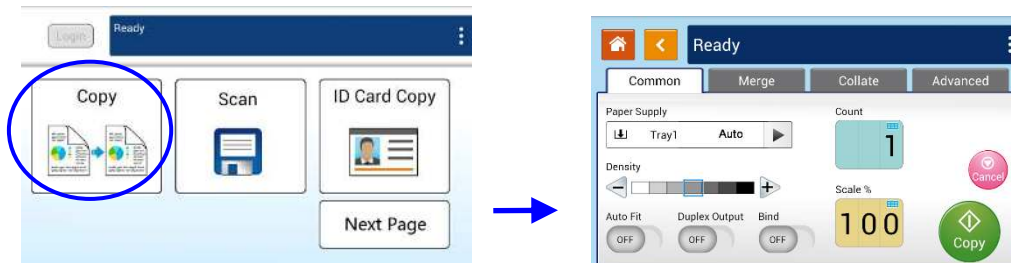 Login
Ready
Copy
Scan
ID Card Copy
Next Page
Ready
Common Merge Collate Advanced
Paper Supply
Tray1 Auto
Count
1
Density
Scale %
100
Auto Fit Duplex Output Bind
OFF OFF OFF
Cancel
Copy